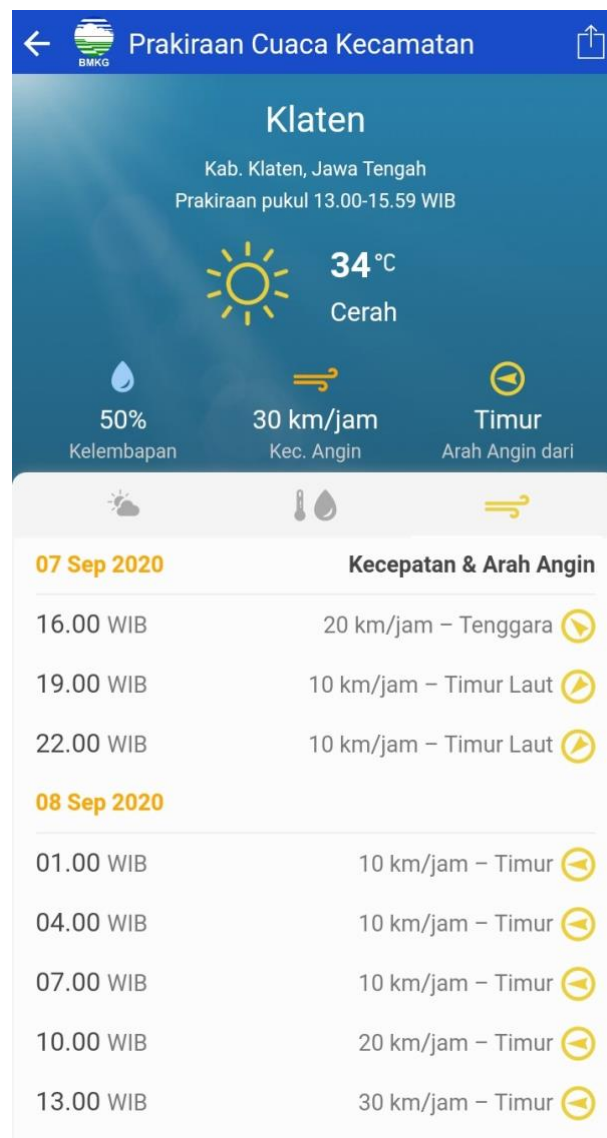 BMKG
Prakiraan Cuaca Kecamatan
Klaten
Kab. Klaten, Jawa Tengah
Prakiraan pukul 13.00-15.59 WIB
34°C
Cerah
50% 30 km/jam Timur
Kelembapan Kec. Angin Arah Angin dari
07 Sep 2020 Kecepatan & Arah Angin
16.00 WIB 20 km/jam – Tenggara
19.00 WIB 10 km/jam – Timur Laut
22.00 WIB 10 km/jam – Timur Laut
08 Sep 2020
01.00 WIB 10 km/jam – Timur
04.00 WIB 10 km/jam – Timur
07.00 WIB 10 km/jam – Timur
10.00 WIB 20 km/jam – Timur
13.00 WIB 30 km/jam – Timur